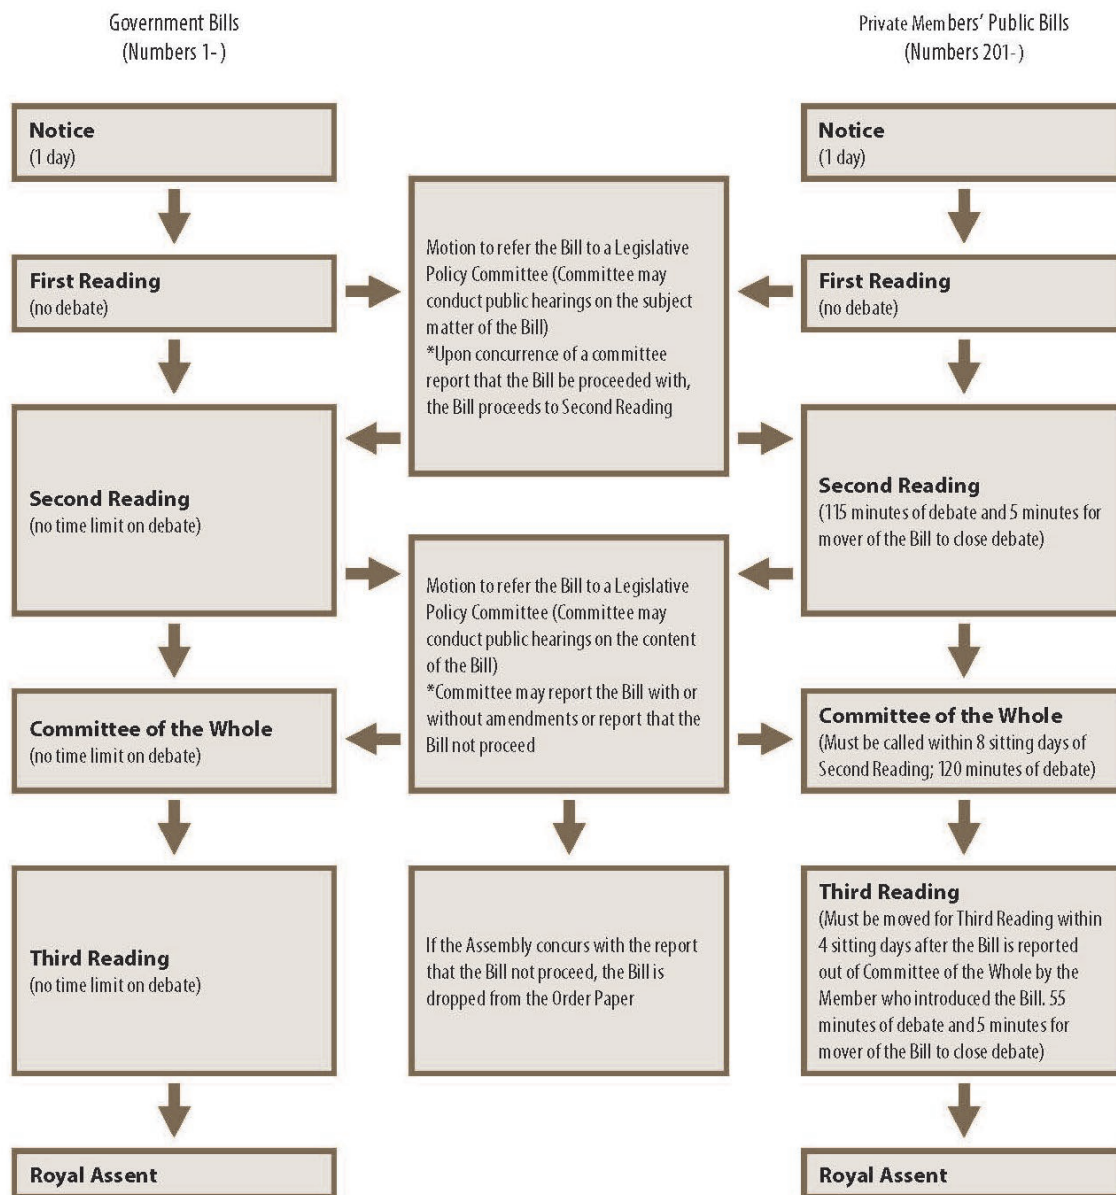 Government Bills
(Numbers 1- )
Private Members' Public Bills
(Numbers 201- )
Notice
(1 day)
Notice
(1 day)
Motion to refer the Bill to a Legislative
Policy Committee (Committee may
conduct public hearings on the subject
matter of the Bill)
*Upon concurrence of a committee
report that the Bill be proceeded with,
the Bill proceeds to Second Reading
First Reading
(no debate)
First Reading
(no debate)
Second Reading
(no time limit on debate)
Second Reading
(115 minutes of debate and 5 minutes for
mover of the Bill to close debate)
Motion to refer the Bill to a Legislative
Policy Committee (Committee may
conduct public hearings on the content
of the Bill)
*Committee may report the Bill with or
without amendments or report that the
Bill not proceed
Committee of the Whole
(no time limit on debate)
Committee of the Whole
(Must be called within 8 sitting days of
Second Reading; 120 minutes of debate)
Third Reading
(no time limit on debate)
If the Assembly concurs with the report
that the Bill not proceed, the Bill is
dropped from the Order Paper
Third Reading
(Must be moved for Third Reading within
4 sitting days after the Bill is reported
out of Committee of the Whole by the
Member who introduced the Bill. 55
minutes of debate and 5 minutes for
mover of the Bill to close debate)
Royal Assent
Royal Assent